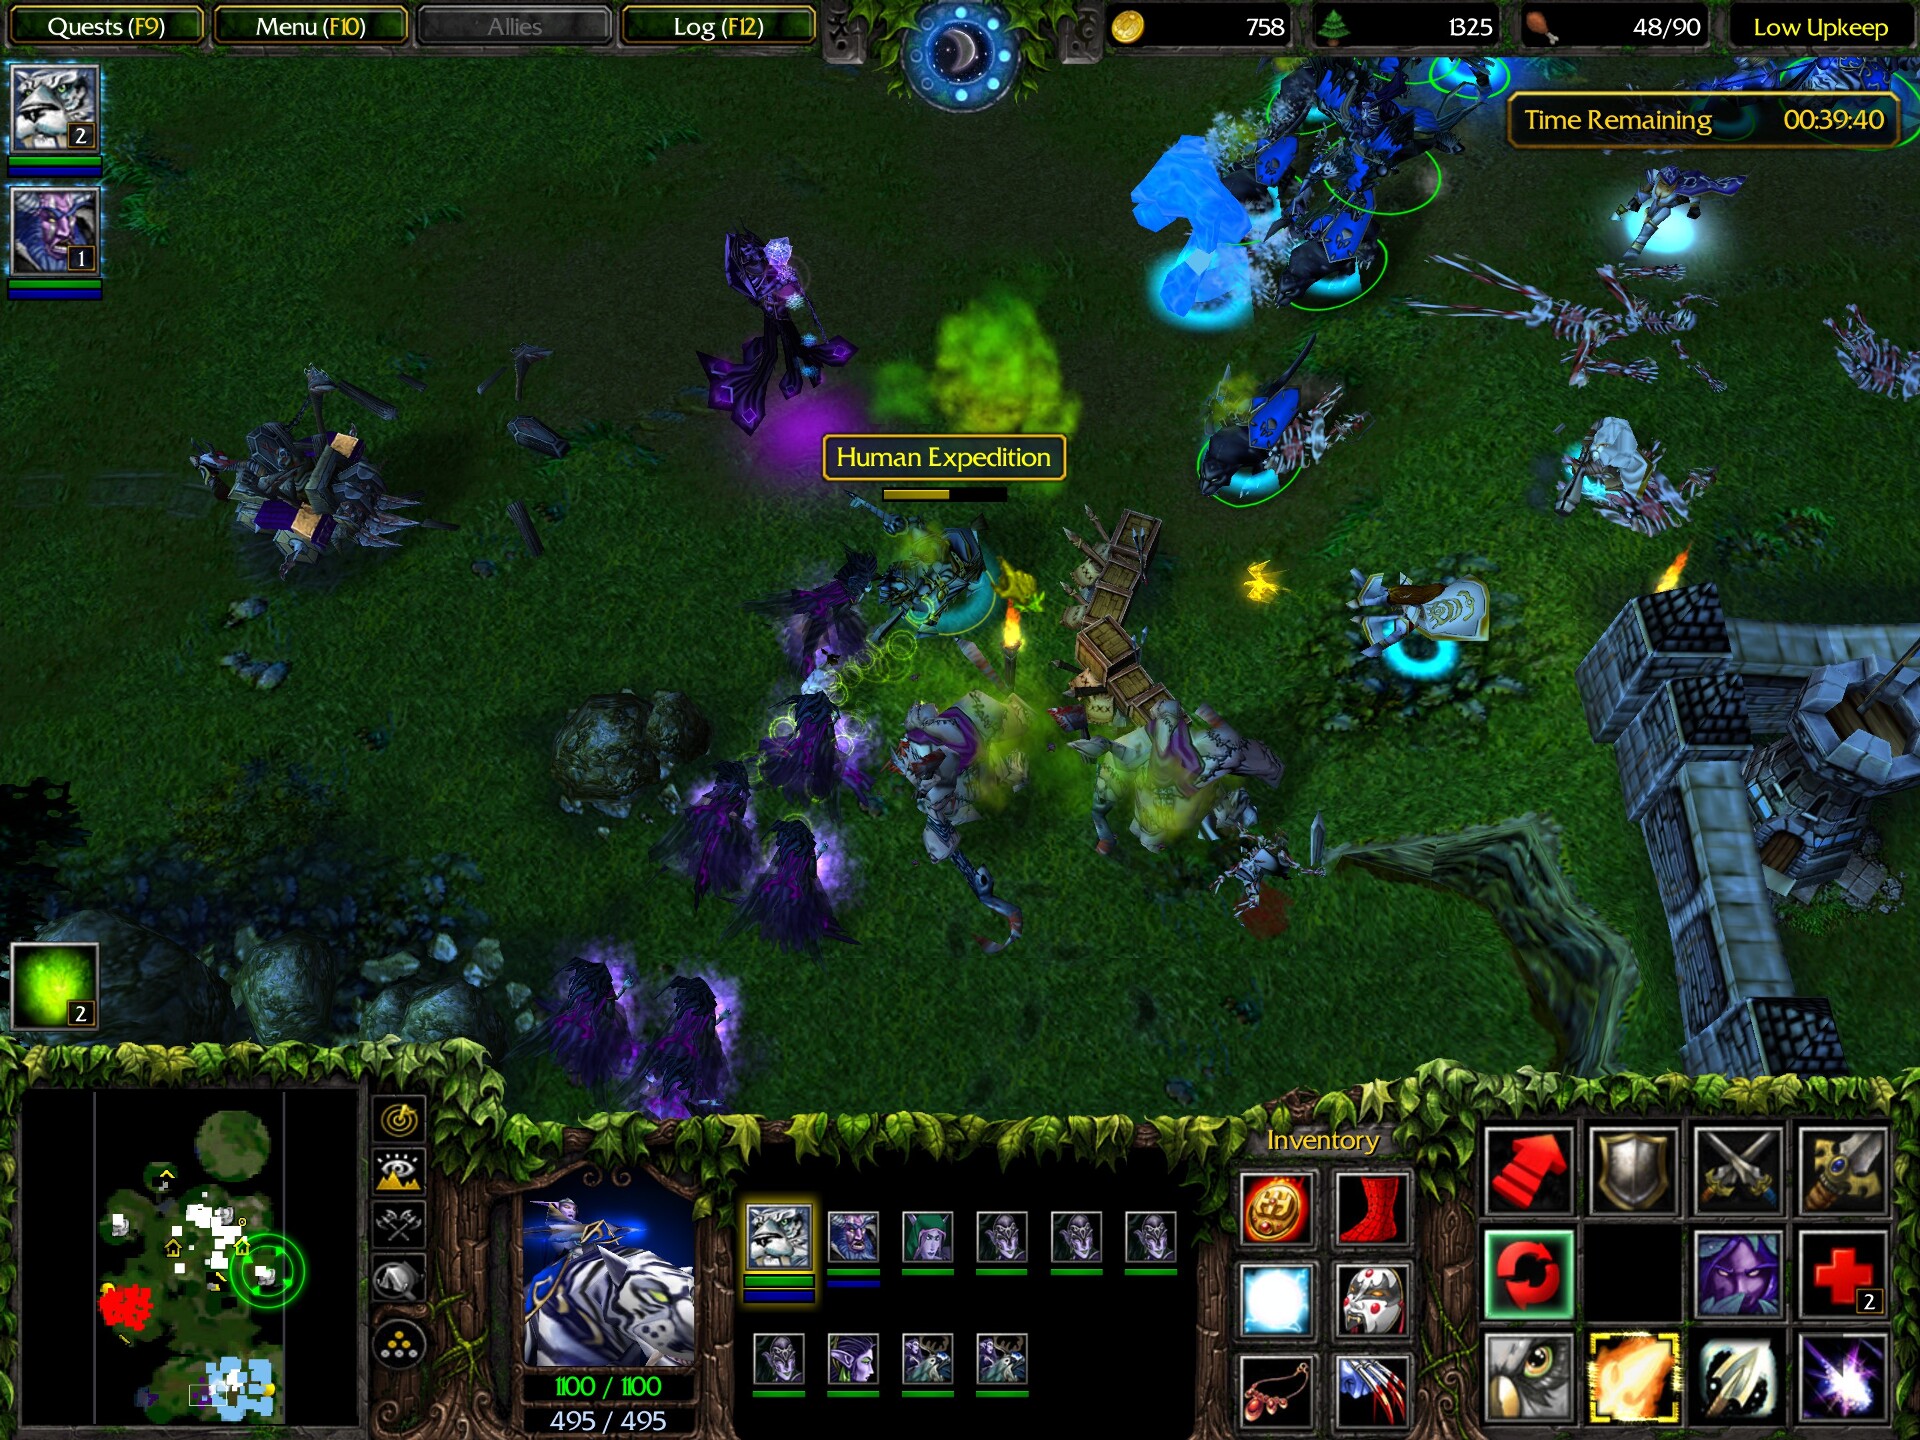 Quests (F9)
Menu (F10)
Allies
Log (F12)
758
1325
48/90
Low Upkeep
2
Time Remaining 00:39:40
1
Human Expedition
2
Inventory
2
1100 / 1100
495 / 495